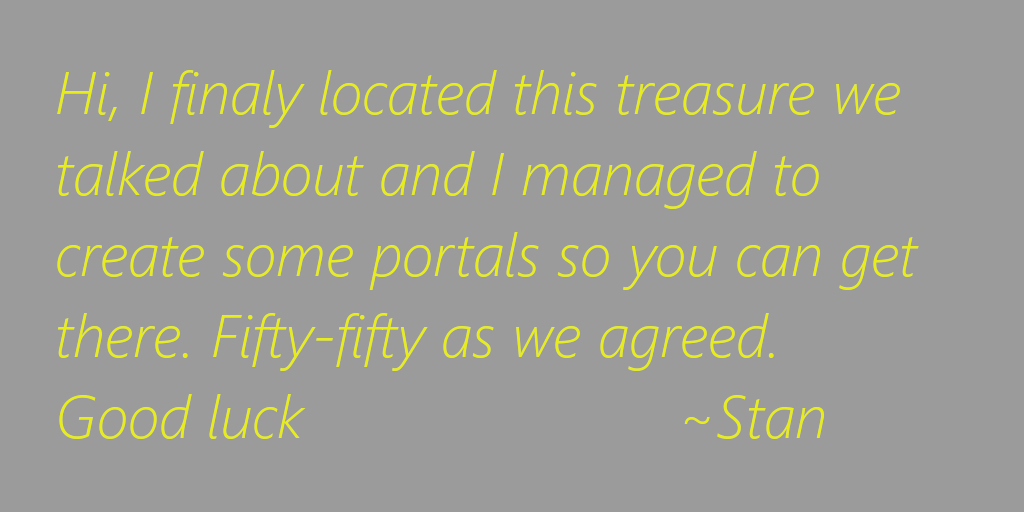 Hi, I finaly located this treasure we
talked about and I managed to
create some portals so you can get
there. Fifty-fifty as we agreed.
Good luck ~Stan